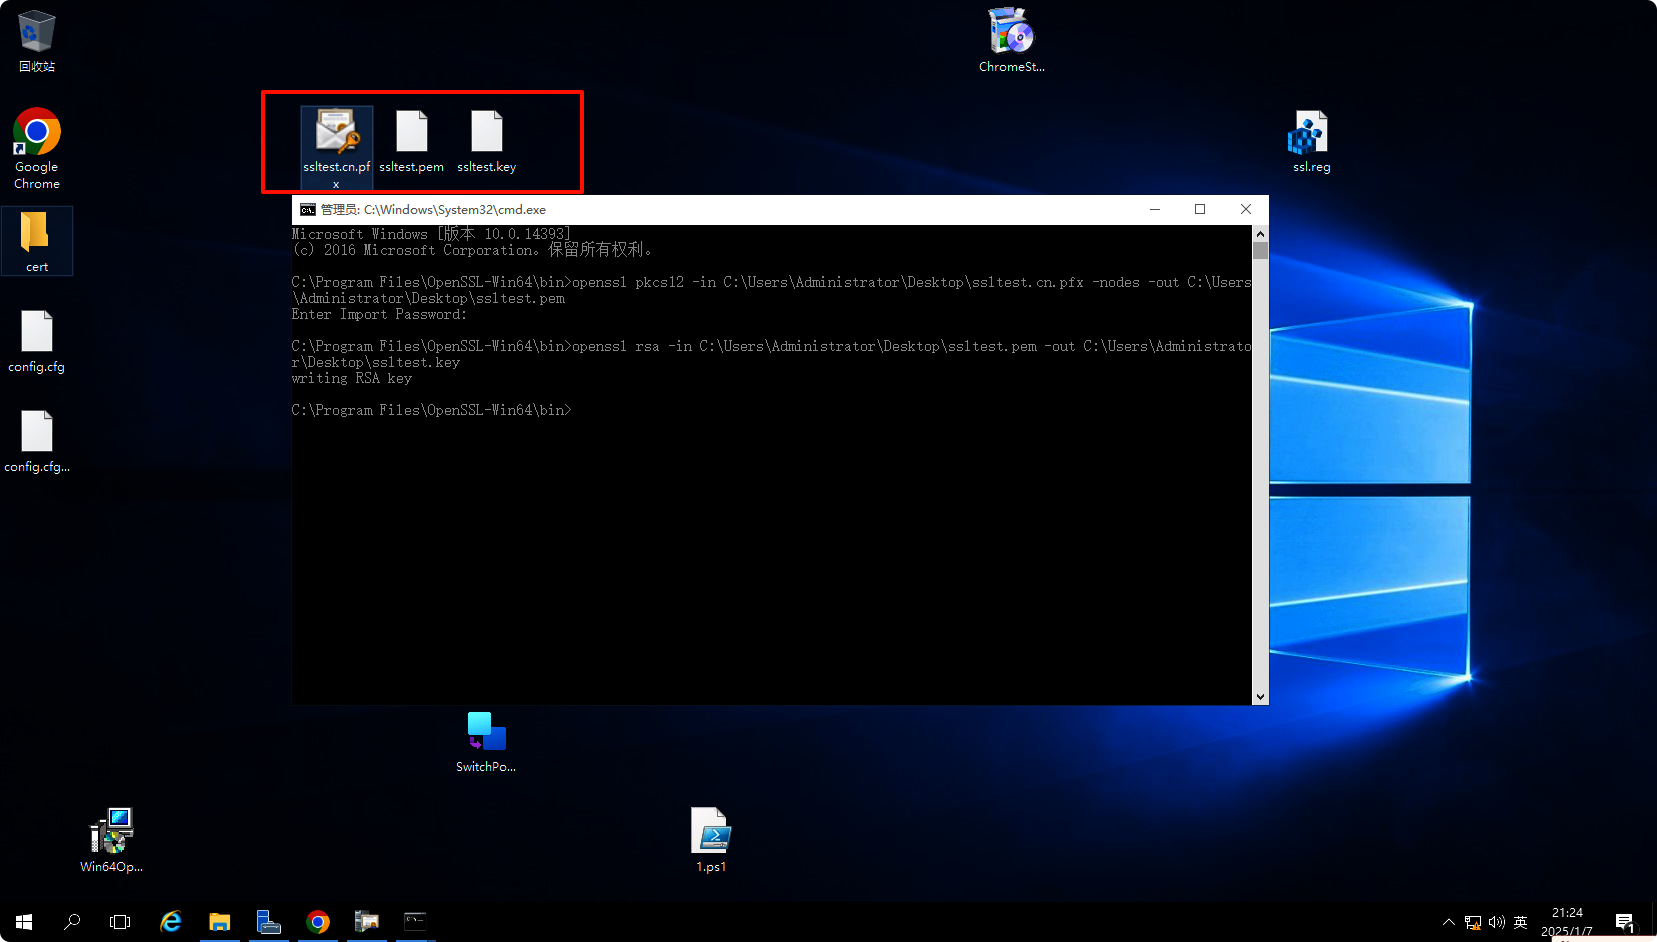 回收站
ChromeSt...
Google
Chrome
ssltest.cn.pf
x
ssltest.pem
ssltest.key
ssl.reg
cert
管理员: C:\Windows\System32\cmd.exe
Microsoft Windows [版本 10.0.14393]
(c) 2016 Microsoft Corporation。保留所有权利。
C:\Program Files\OpenSSL-Win64\bin>openssl pkcs12 -in C:\Users\Administrator\Desktop\ssltest.cn.pfx -nodes -out C:\Users
\Administrator\Desktop\ssltest.pem
Enter Import Password:
C:\Program Files\OpenSSL-Win64\bin>openssl rsa -in C:\Users\Administrator\Desktop\ssltest.pem -out C:\Users\Administrato
r\Desktop\ssltest.key
writing RSA key
C:\Program Files\OpenSSL-Win64\bin>
config.cfg
config.cfg...
SwitchPo...
Win64Op...
1.ps1
英
21:24
2025/1/7
1